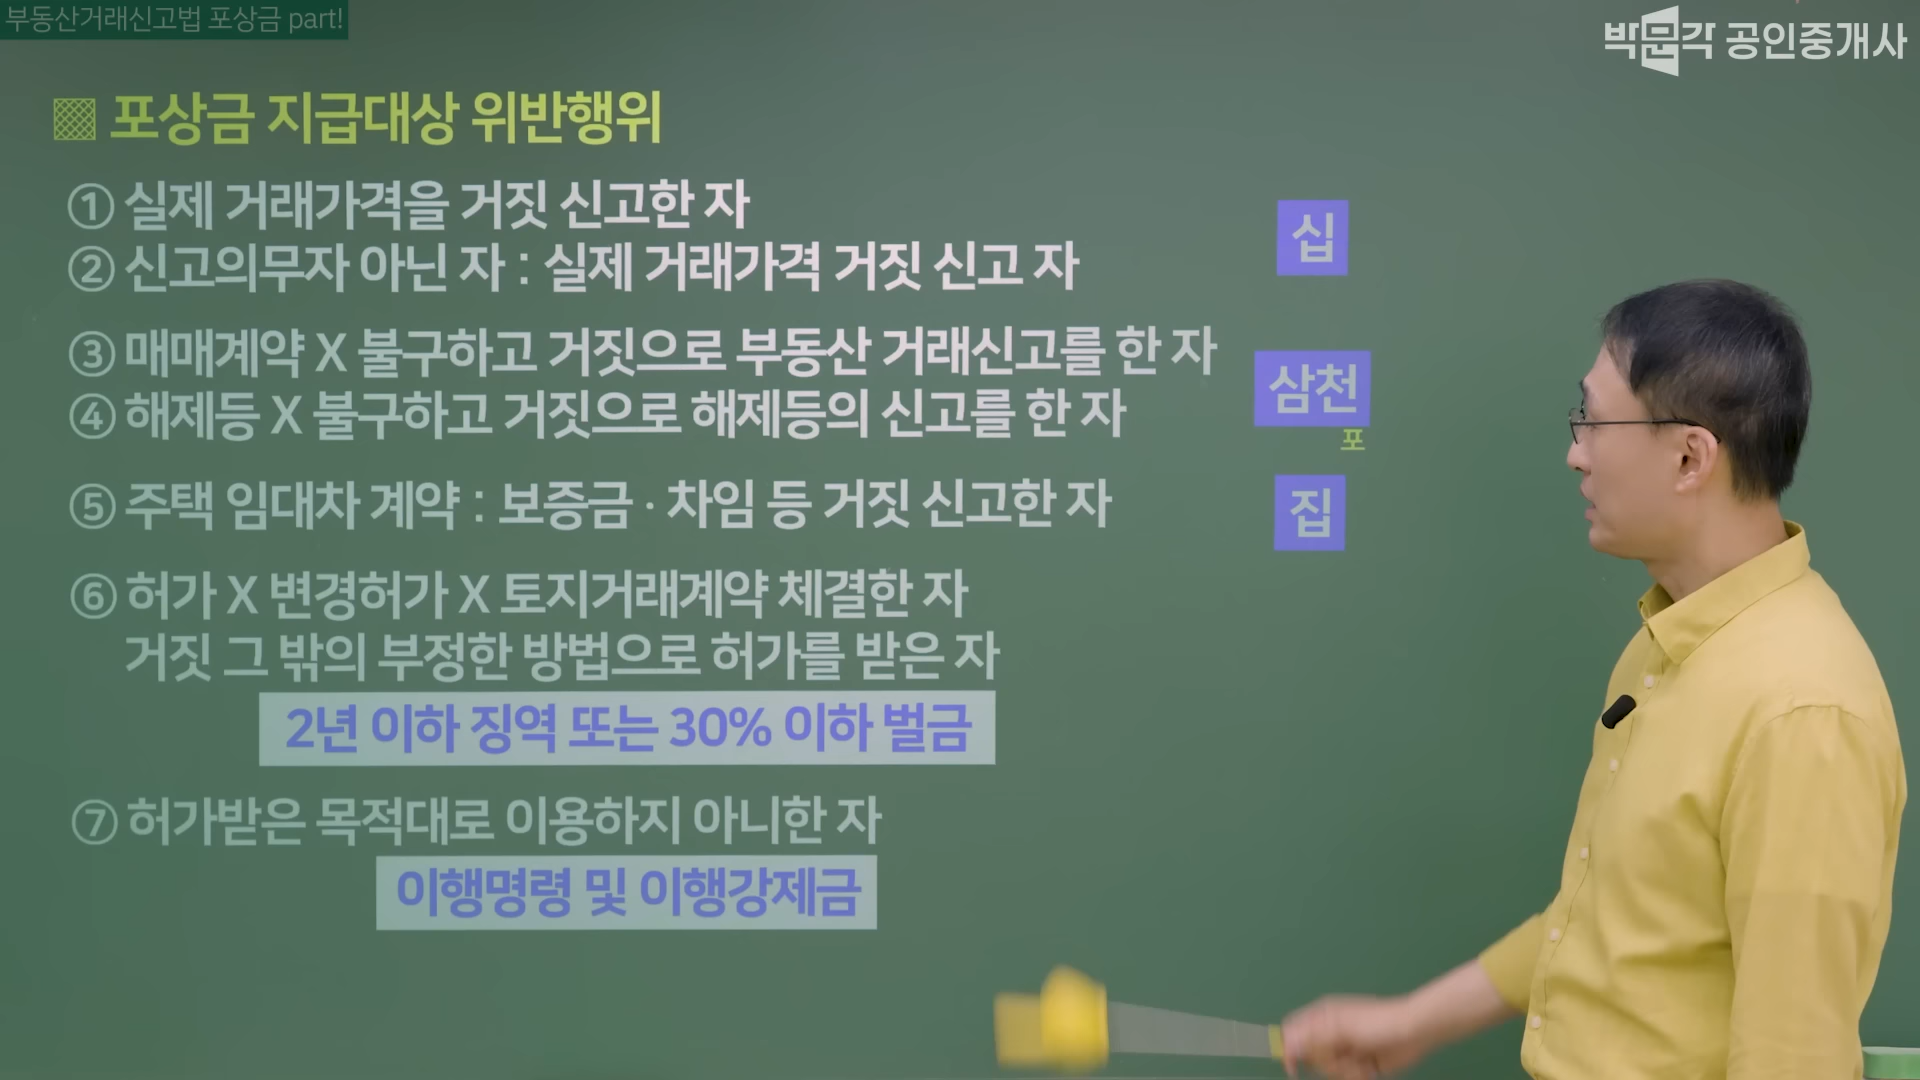 부동산거래신고법 포상금 part!
박문각 공인중개사
▩ 포상금 지급대상 위반행위
① 실제 거래가격을 거짓 신고한 자
② 신고의무자 아닌 자 : 실제 거래가격 거짓 신고 자
십
③ 매매계약 X 불구하고 거짓으로 부동산 거래신고를 한 자
④ 해제등 X 불구하고 거짓으로 해제등의 신고를 한 자
삼천
포
⑤ 주택 임대차 계약 : 보증금 · 차임 등 거짓 신고한 자
집
⑥ 허가 X 변경허가 X 토지거래계약 체결한 자
거짓 그 밖의 부정한 방법으로 허가를 받은 자
2년 이하 징역 또는 30% 이하 벌금
⑦ 허가받은 목적대로 이용하지 아니한 자
이행명령 및 이행강제금